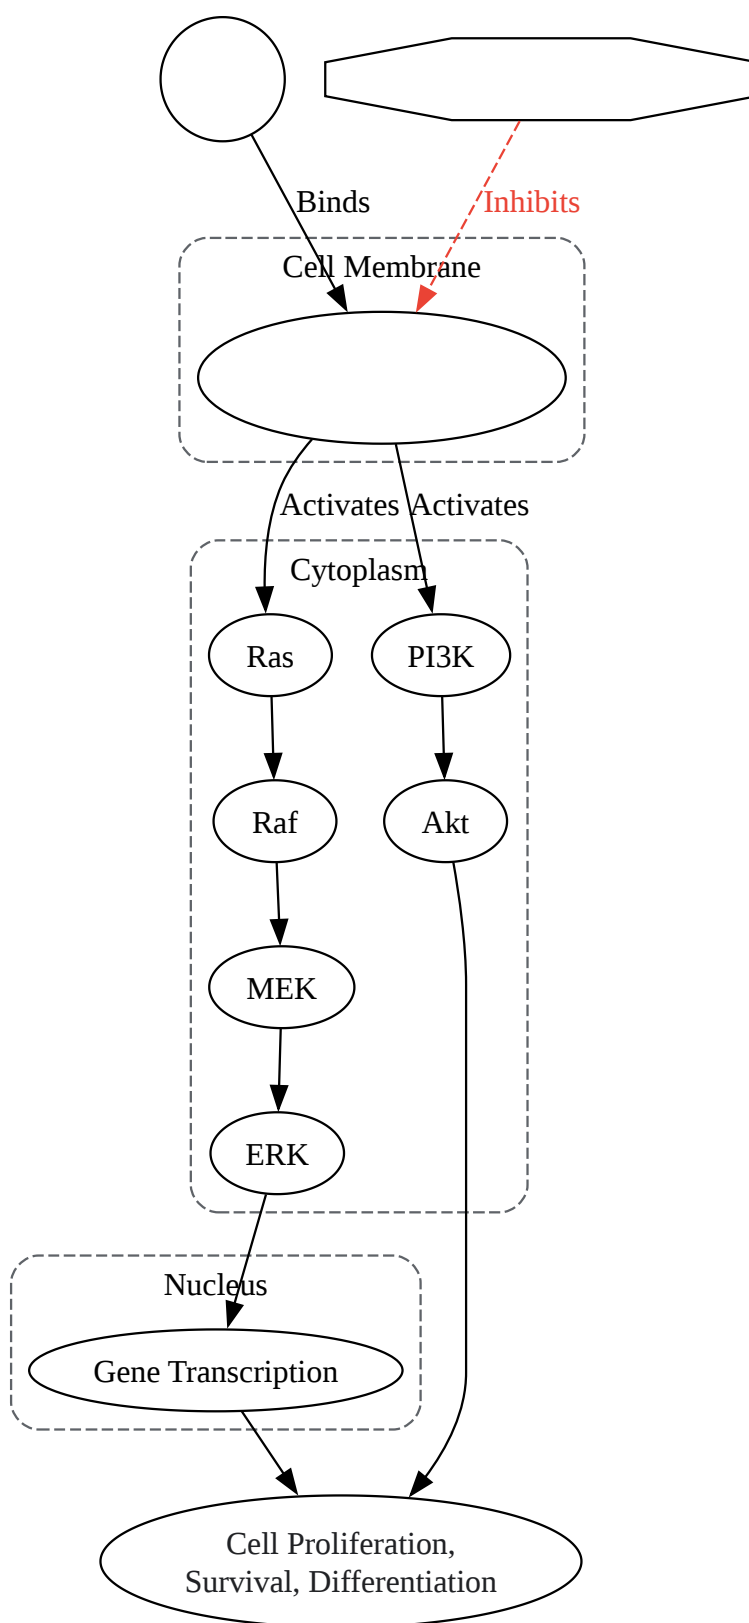 Binds
Inhibits
Cell Membrane
Activates
Activates
Cytoplasm
Ras
PI3K
Raf
Akt
MEK
ERK
Nucleus
Gene Transcription
Cell Proliferation,
Survival, Differentiation